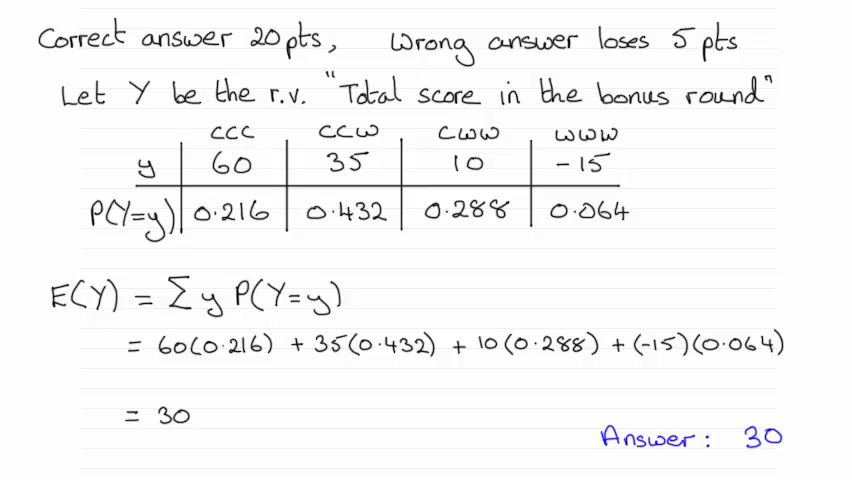 Correct answer 20pts, Wrong answer loses 5 pts
Let Y be the r.v. "Total score in the bonus round"
CCC CCW CWW WWW
y 60 35 10 -15
P(Y=y) 0.216 0.432 0.288 0.064
E(Y) = ∑ y P(Y=y)
= 60(0.216) + 35(0.432) + 10(0.288) + (-15)(0.064)
= 30
Answer: 30